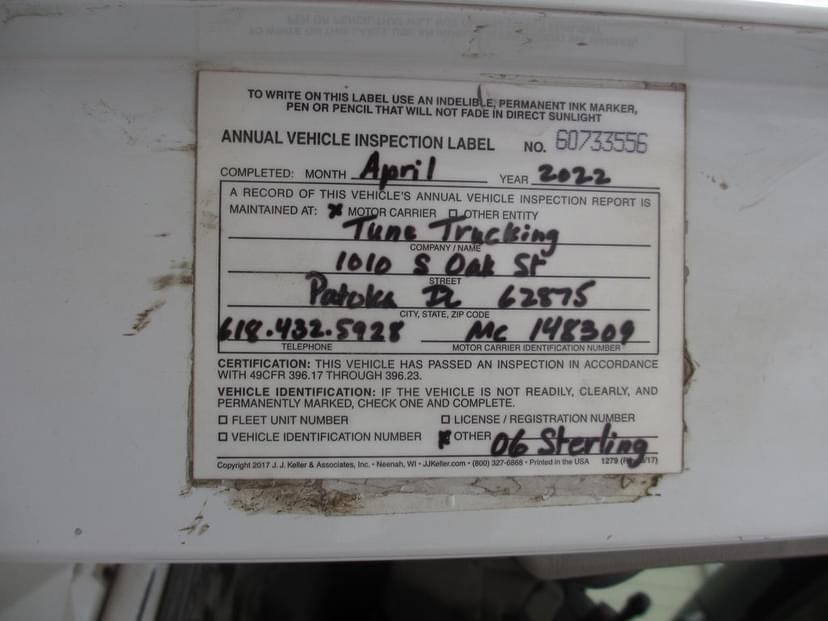 TO WRITE ON THIS LABEL USE AN INDELIBLE, PERMANENT INK MARKER,
PEN OR PENCIL THAT WILL NOT FADE IN DIRECT SUNLIGHT
ANNUAL VEHICLE INSPECTION LABEL NO. 60733556
COMPLETED: MONTH April YEAR 2022
A RECORD OF THIS VEHICLE'S ANNUAL VEHICLE INSPECTION REPORT IS
MAINTAINED AT: MOTOR CARRIER OTHER ENTITY
Tune Trucking
COMPANY / NAME
1010 S Oak St
STREET
Patoka IL 62875
CITY, STATE, ZIP CODE
618.432.5928 MC 148309
TELEPHONE MOTOR CARRIER IDENTIFICATION NUMBER
CERTIFICATION: THIS VEHICLE HAS PASSED AN INSPECTION IN ACCORDANCE
WITH 49CFR 396.17 THROUGH 396.23.
VEHICLE IDENTIFICATION: IF THE VEHICLE IS NOT READILY, CLEARLY, AND
PERMANENTLY MARKED, CHECK ONE AND COMPLETE.
FLEET UNIT NUMBER LICENSE / REGISTRATION NUMBER
VEHICLE IDENTIFICATION NUMBER OTHER 06 Sterling
Copyright 2017 J. J. Keller & Associates, Inc. • Neenah, WI • JJKeller.com • (800) 327-6868 • Printed in the USA 1279